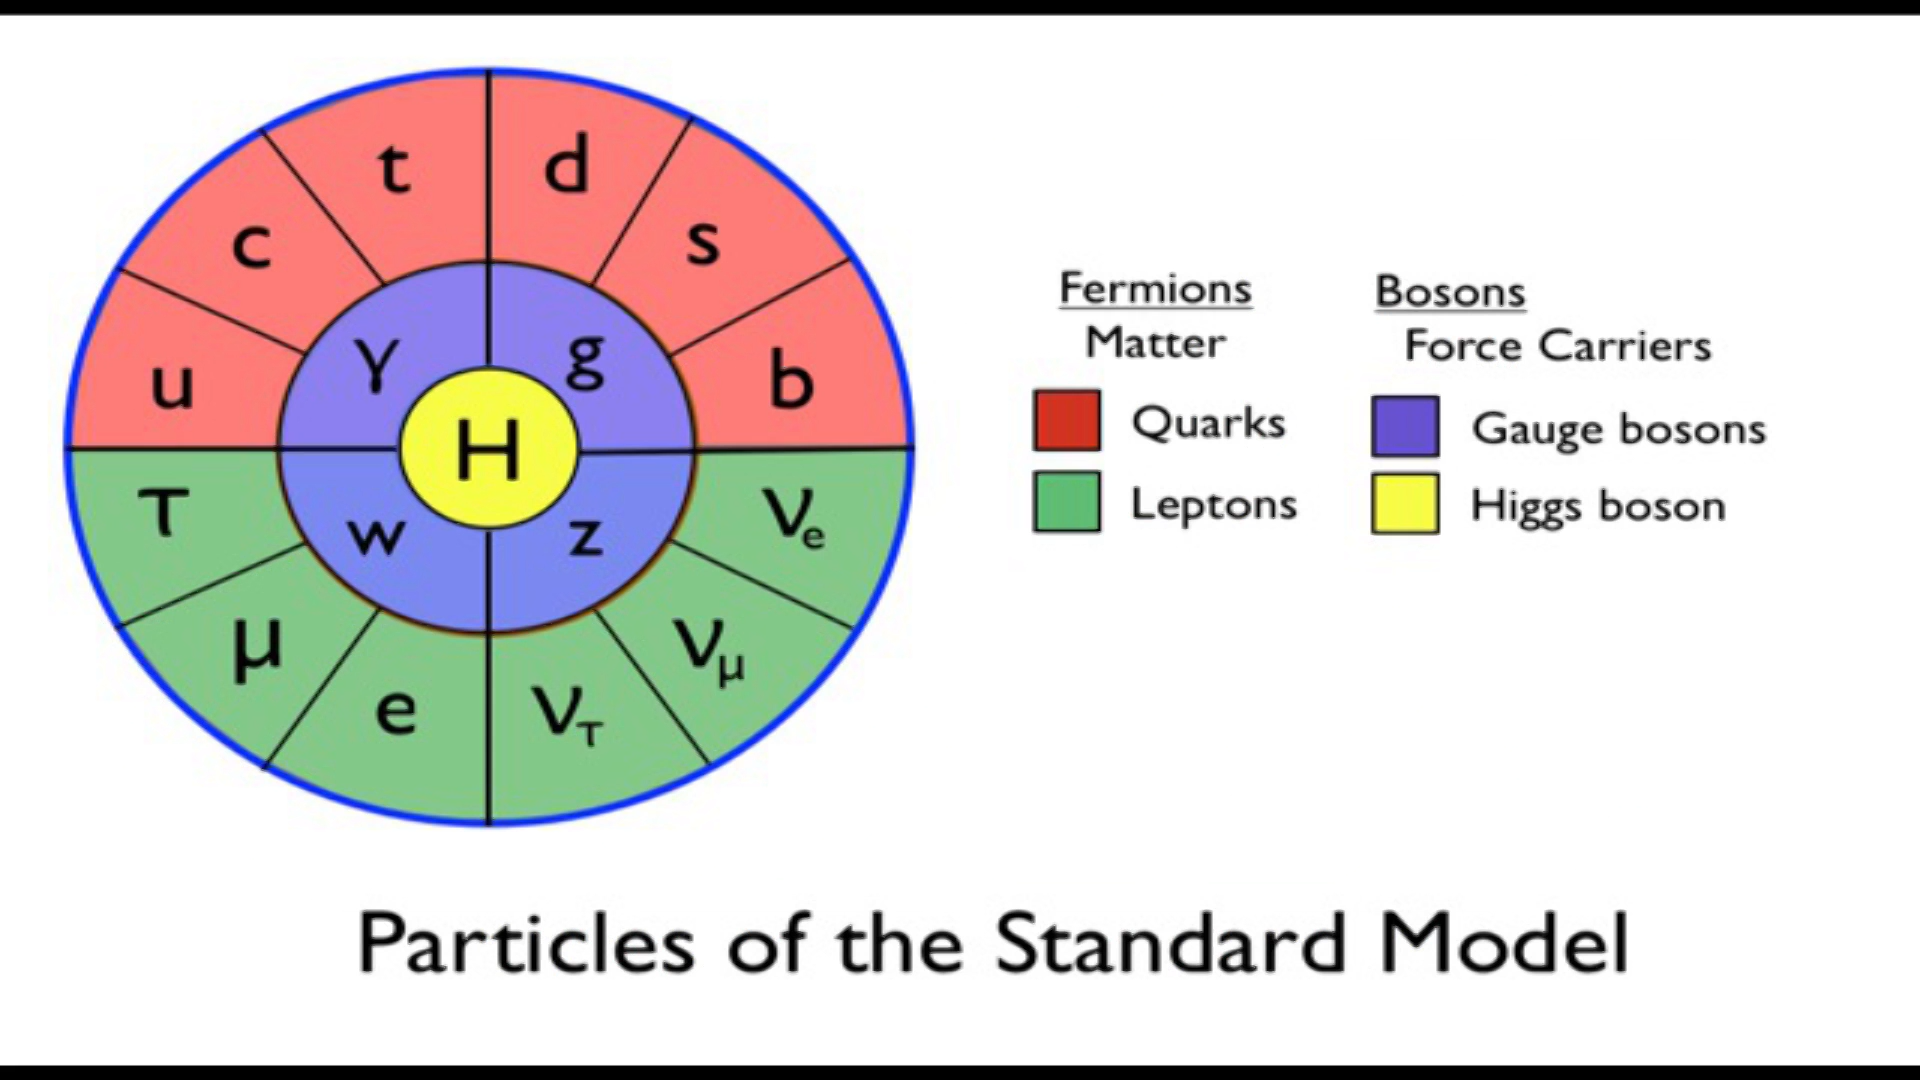 t d
c s
γ g
u b
H
τ νe
w z
μ νμ
e ντ
Fermions Bosons
Matter Force Carriers
Quarks Gauge bosons
Leptons Higgs boson
Particles of the Standard Model